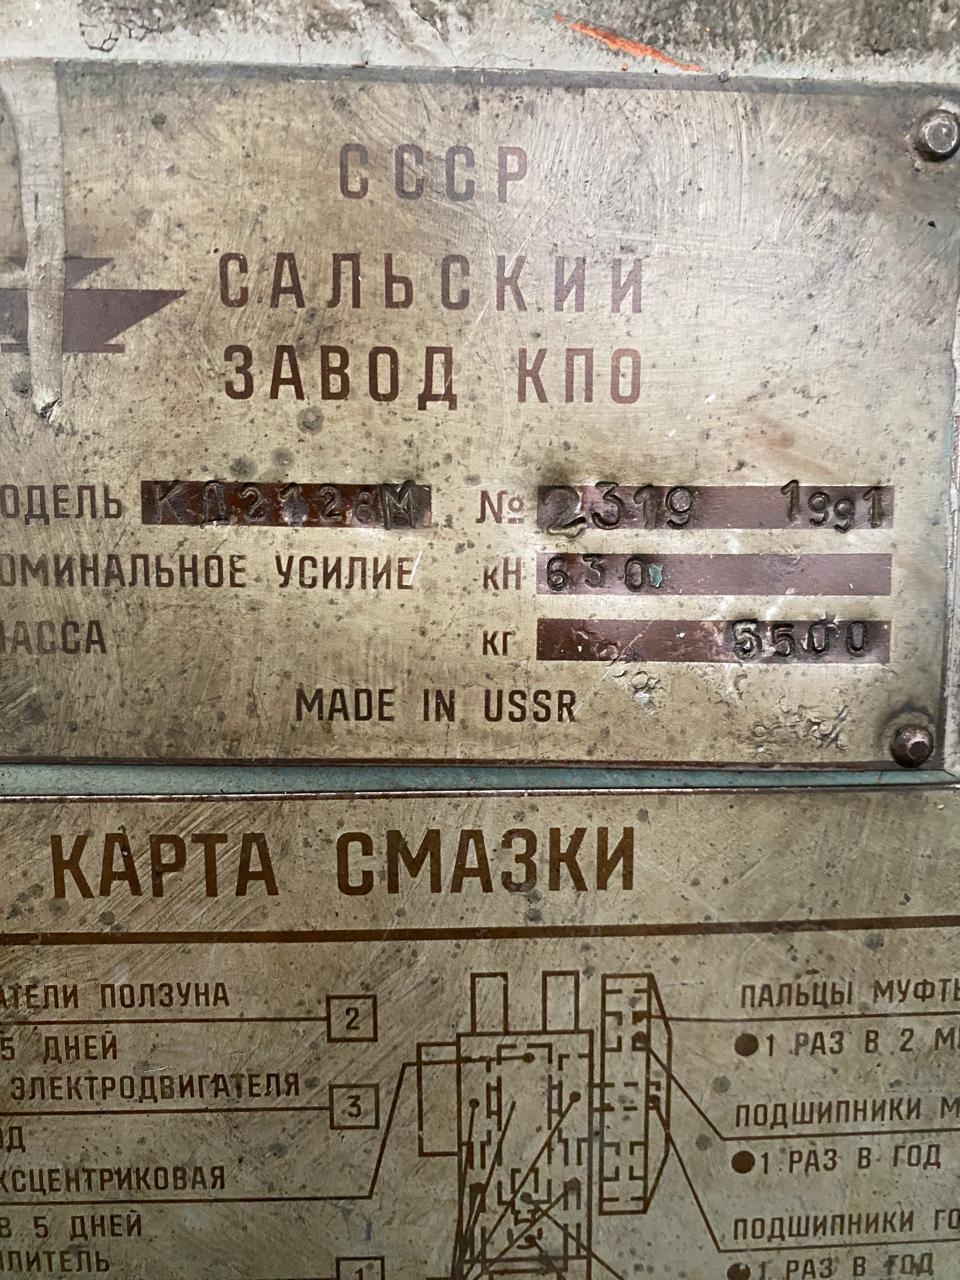 СССР
САЛЬСКИЙ
ЗАВОД КПО
ОДЕЛЬ КД2128М № 2319 1991
ОМИНАЛЬНОЕ УСИЛИЕ кН 630
АССА кг 5500
MADE IN USSR
КАРТА СМАЗКИ
АТЕЛИ ПОЛЗУНА 2 ПАЛЬЦЫ МУФТЫ
5 ДНЕЙ 1 РАЗ В 2 М
ЭЛЕКТРОДВИГАТЕЛЯ 3 ПОДШИПНИКИ М
ОД 1 РАЗ В ГОД
КСЦЕНТРИКОВАЯ
В 5 ДНЕЙ ПОДШИПНИКИ ГО
ПИТЕЛЬ 1 1 РАЗ В ГОД